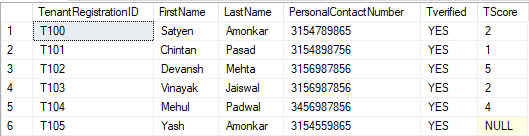 TenantRegistrationID FirstName LastName PersonalContactNumber Tverified TScore
1 T100 Satyen Amonkar 3154789865 YES 2
2 T101 Chintan Pasad 3154898756 YES 1
3 T102 Devansh Mehta 3156987856 YES 5
4 T103 Vinayak Jaiswal 3156987856 YES 2
5 T104 Mehul Padwal 3456987856 YES 4
6 T105 Yash Amonkar 3154559865 YES NULL